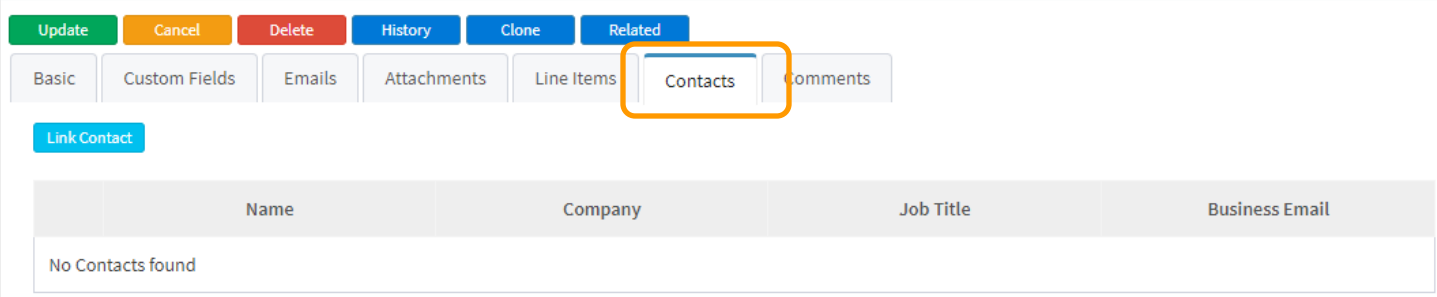 Update Cancel Delete History Clone Related
Basic Custom Fields Emails Attachments Line Items Contacts Comments
Link Contact
Name Company Job Title Business Email
No Contacts found